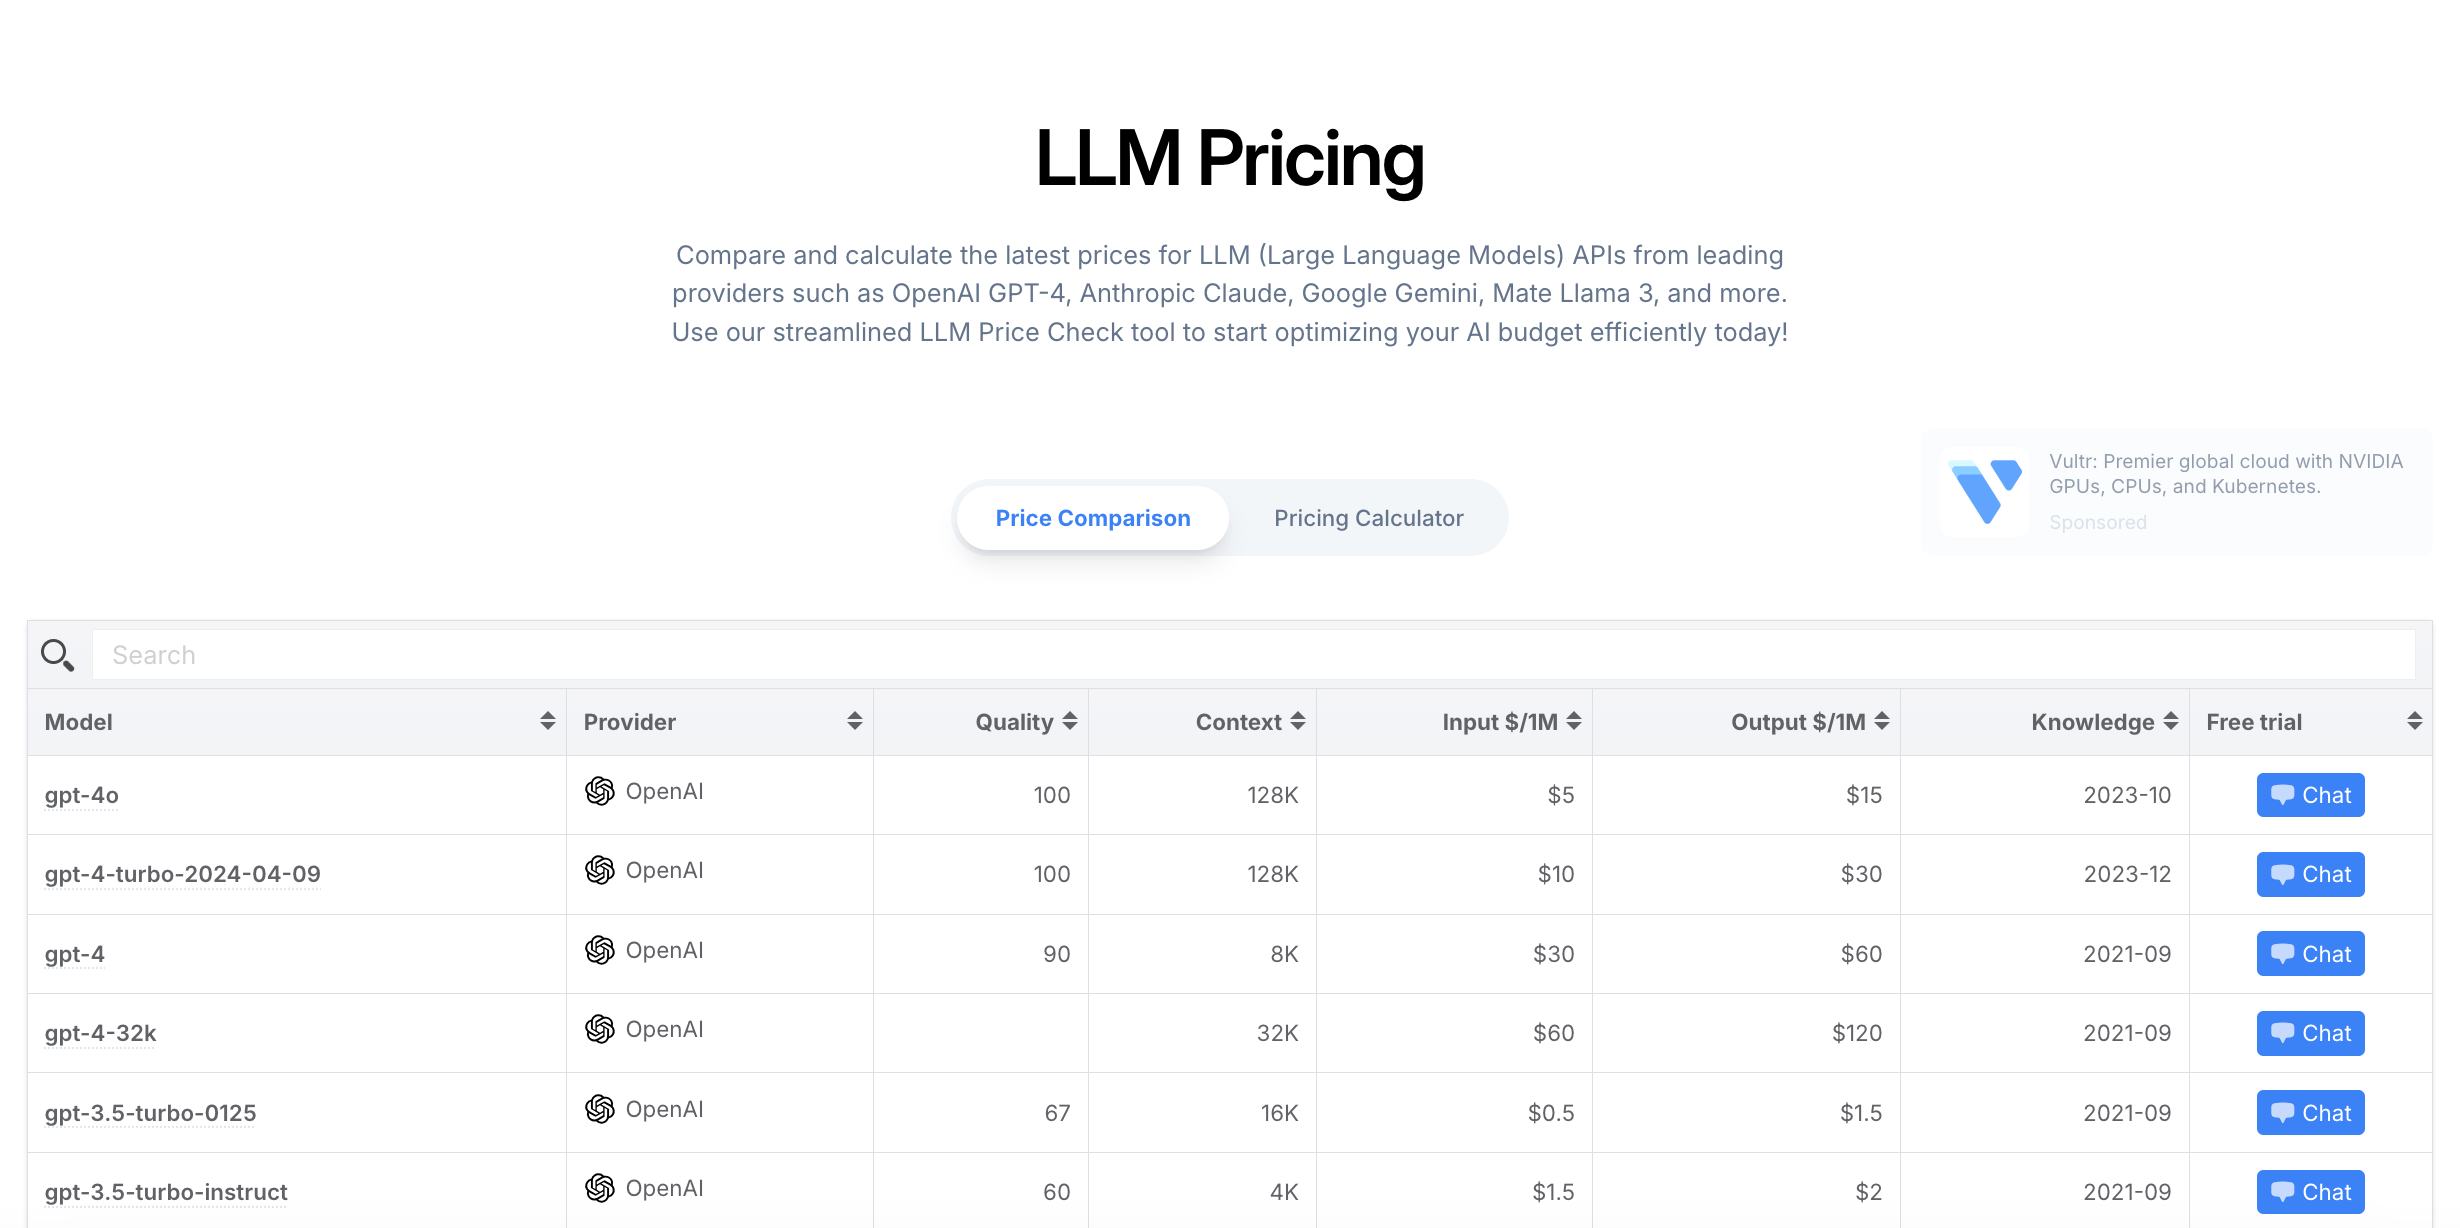 LLM Pricing
Compare and calculate the latest prices for LLM (Large Language Models) APIs from leading
providers such as OpenAI GPT-4, Anthropic Claude, Google Gemini, Mate Llama 3, and more.
Use our streamlined LLM Price Check tool to start optimizing your AI budget efficiently today!
Price Comparison Pricing Calculator
Vultr: Premier global cloud with NVIDIA
GPUs, CPUs, and Kubernetes.
Sponsored
Search
Model Provider Quality Context Input $/1M Output $/1M Knowledge Free trial
gpt-4o OpenAI 100 128K $5 $15 2023-10 Chat
gpt-4-turbo-2024-04-09 OpenAI 100 128K $10 $30 2023-12 Chat
gpt-4 OpenAI 90 8K $30 $60 2021-09 Chat
gpt-4-32k OpenAI 32K $60 $120 2021-09 Chat
gpt-3.5-turbo-0125 OpenAI 67 16K $0.5 $1.5 2021-09 Chat
gpt-3.5-turbo-instruct OpenAI 60 4K $1.5 $2 2021-09 Chat